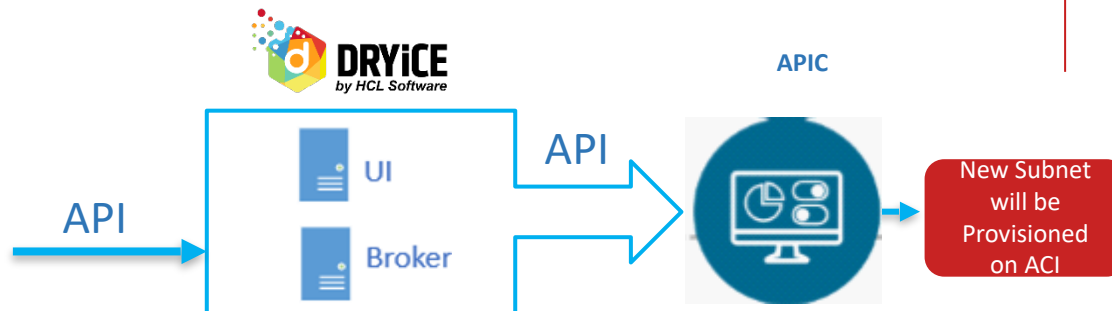 DRYiCE
by HCL Software
APIC
API
UI
Broker
API
New Subnet
will be
Provisioned
on ACI